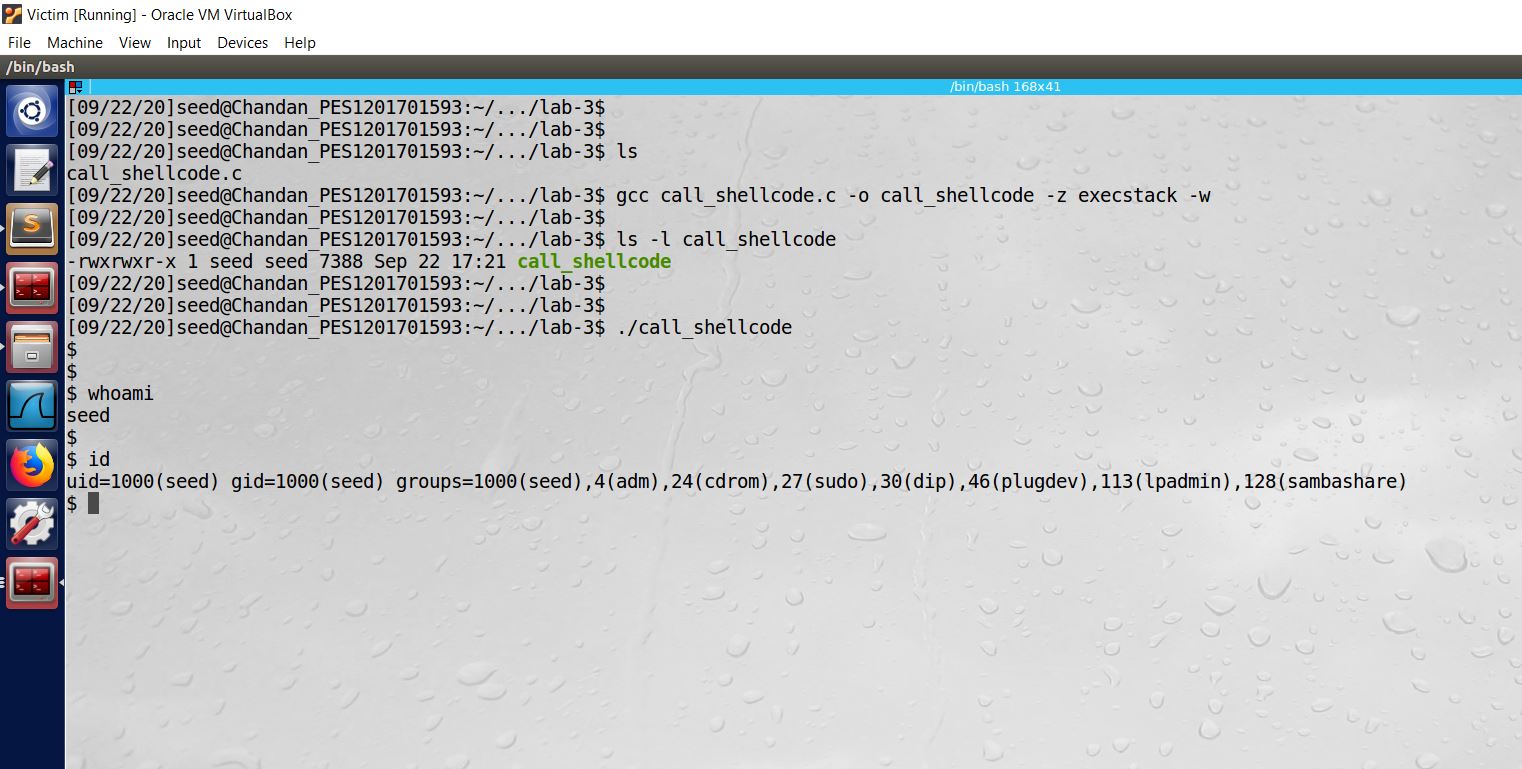 Victim [Running] - Oracle VM VirtualBox
File Machine View Input Devices Help
/bin/bash
/bin/bash 168x41
[09/22/20]seed@Chandan_PES1201701593:~/.../lab-3$
[09/22/20]seed@Chandan_PES1201701593:~/.../lab-3$
[09/22/20]seed@Chandan_PES1201701593:~/.../lab-3$ ls
call_shellcode.c
[09/22/20]seed@Chandan_PES1201701593:~/.../lab-3$ gcc call_shellcode.c -o call_shellcode -z execstack -w
[09/22/20]seed@Chandan_PES1201701593:~/.../lab-3$
[09/22/20]seed@Chandan_PES1201701593:~/.../lab-3$ ls -l call_shellcode
-rwxrwxr-x 1 seed seed 7388 Sep 22 17:21 call_shellcode
[09/22/20]seed@Chandan_PES1201701593:~/.../lab-3$
[09/22/20]seed@Chandan_PES1201701593:~/.../lab-3$
[09/22/20]seed@Chandan_PES1201701593:~/.../lab-3$ ./call_shellcode
$
$
$ whoami
seed
$
$ id
uid=1000(seed) gid=1000(seed) groups=1000(seed),4(adm),24(cdrom),27(sudo),30(dip),46(plugdev),113(lpadmin),128(sambashare)
$